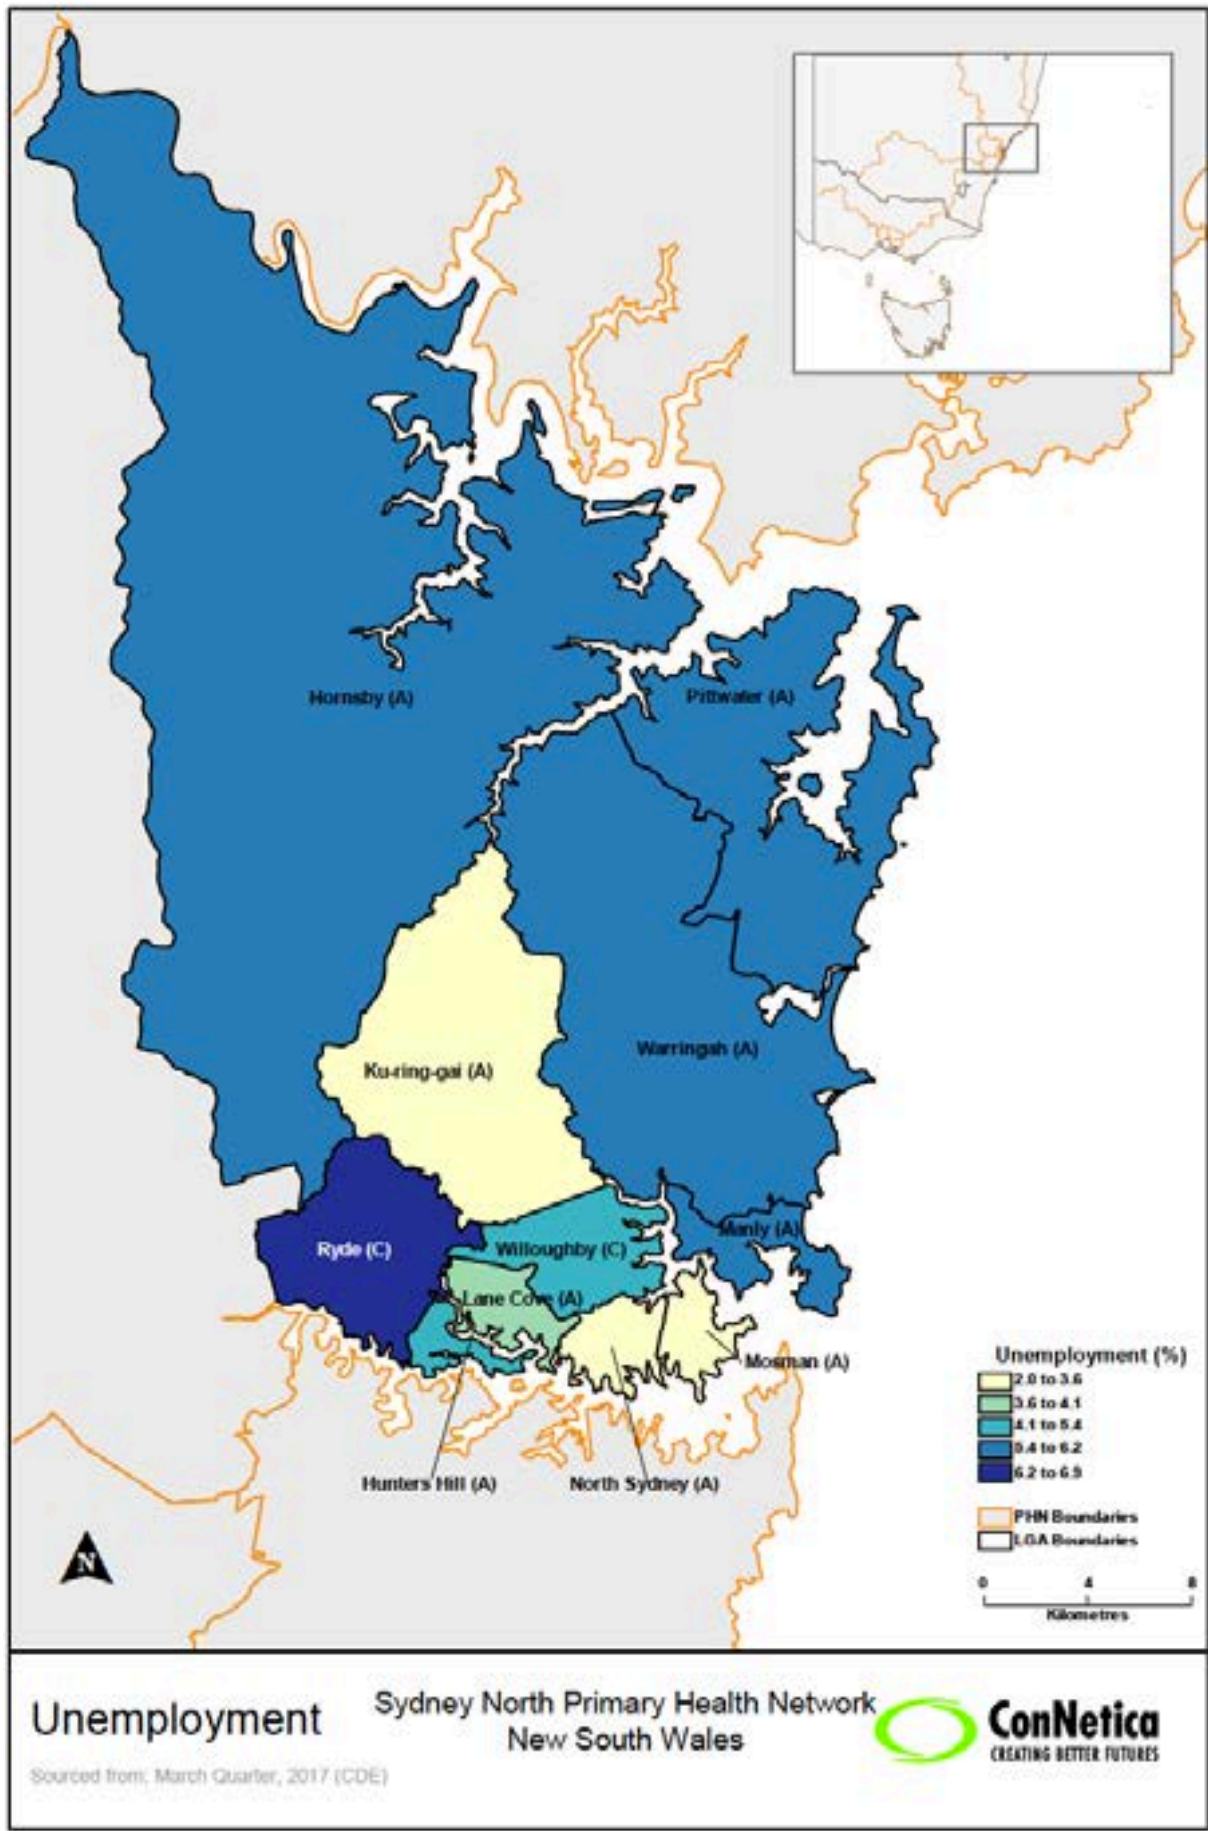 Hornsby (A)
Pittwater (A)
Warringah (A)
Ku-ring-gai (A)
Manly (A)
Ryde (C)
Willoughby (C)
Lane Cove (A)
Mosman (A)
Hunters Hill (A)
North Sydney (A)
Unemployment (%)
2.0 to 3.6
3.6 to 4.1
4.1 to 5.4
5.4 to 6.2
6.2 to 6.9
PHN Boundaries
LGA Boundaries
0 4 8
Kilometres
N
Unemployment
Sourced from: March Quarter, 2017 (CDE)
Sydney North Primary Health Network
New South Wales
ConNetica
CREATING BETTER FUTURES